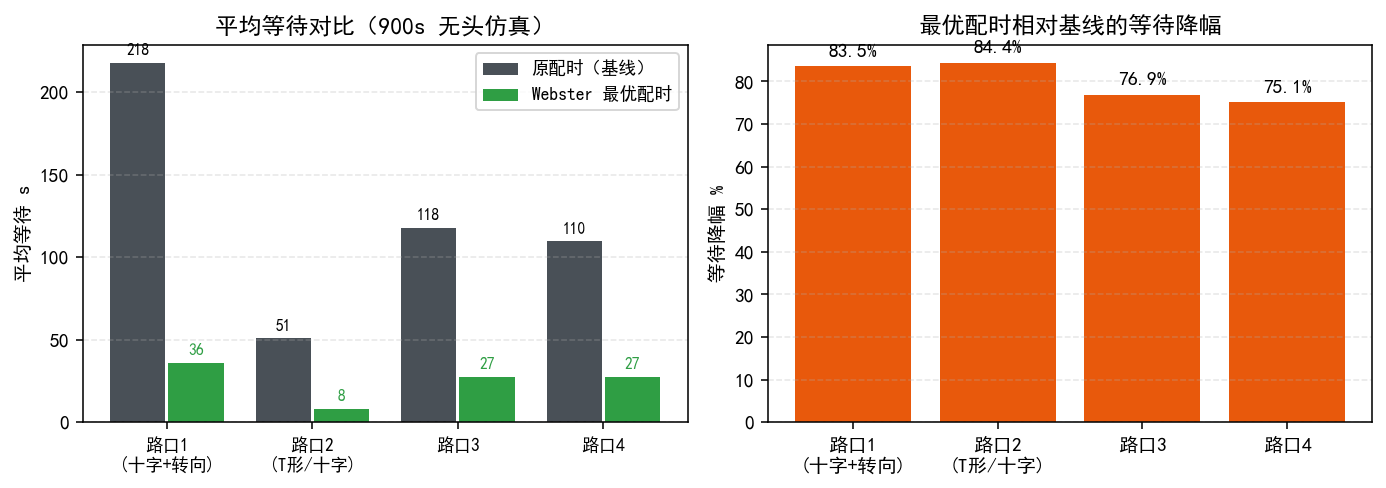 平均等待对比（900s 无头仿真）
218
原配时（基线）
Webster 最优配时
200
150
118
110
100
51
50
36
27
27
8
0
平均等待 s
路口1
(十字+转向)
路口2
(T形/十字)
路口3
路口4
最优配时相对基线的等待降幅
83.5%
84.4%
76.9%
75.1%
80
70
60
50
40
30
20
10
0
等待降幅 %
路口1
(十字+转向)
路口2
(T形/十字)
路口3
路口4